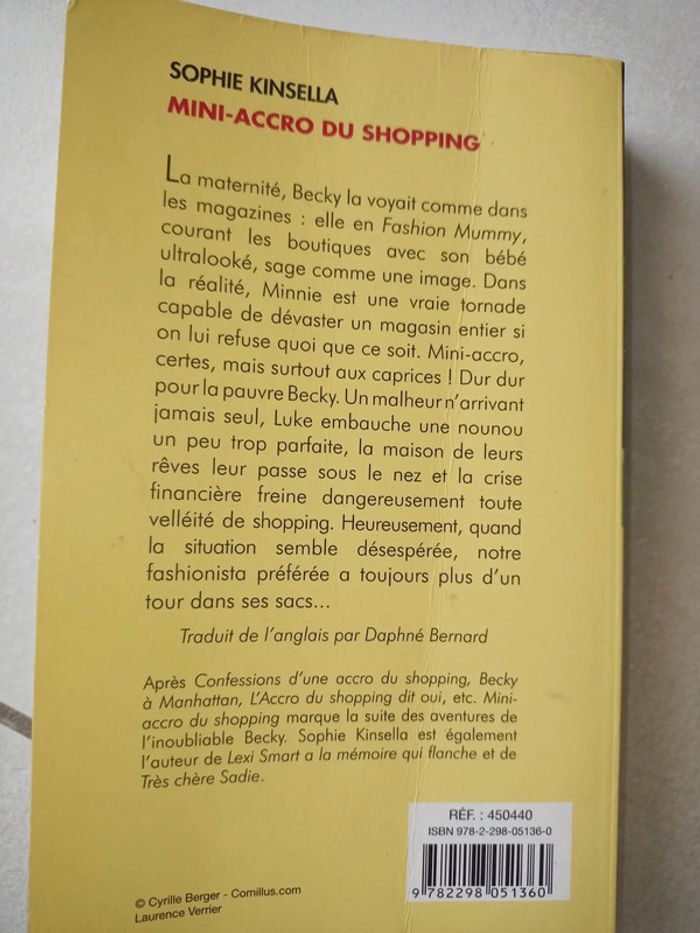 SOPHIE KINSELLA
MINI-ACCRO DU SHOPPING
La maternité, Becky la voyait comme dans
les magazines : elle en Fashion Mummy,
courant les boutiques avec son bébé
ultralooké, sage comme une image. Dans
la réalité, Minnie est une vraie tornade
capable de dévaster un magasin entier si
on lui refuse quoi que ce soit. Mini-accro,
certes, mais surtout aux caprices ! Dur dur
pour la pauvre Becky. Un malheur n'arrivant
jamais seul, Luke embauche une nounou
un peu trop parfaite, la maison de leurs
rêves leur passe sous le nez et la crise
financière freine dangereusement toute
velléité de shopping. Heureusement, quand
la situation semble désespérée, notre
fashionista préférée a toujours plus d'un
tour dans ses sacs...
Traduit de l'anglais par Daphné Bernard
Après Confessions d'une accro du shopping, Becky
à Manhattan, L'Accro du shopping dit oui, etc. Mini-
accro du shopping marque la suite des aventures de
l'inoubliable Becky. Sophie Kinsella est également
l'auteur de Lexi Smart a la mémoire qui flanche et de
Très chère Sadie.
RÉF. : 450440
ISBN 978-2-298-05136-0
9 782298 051360
© Cyrille Berger - Comillus.com
Laurence Verrier